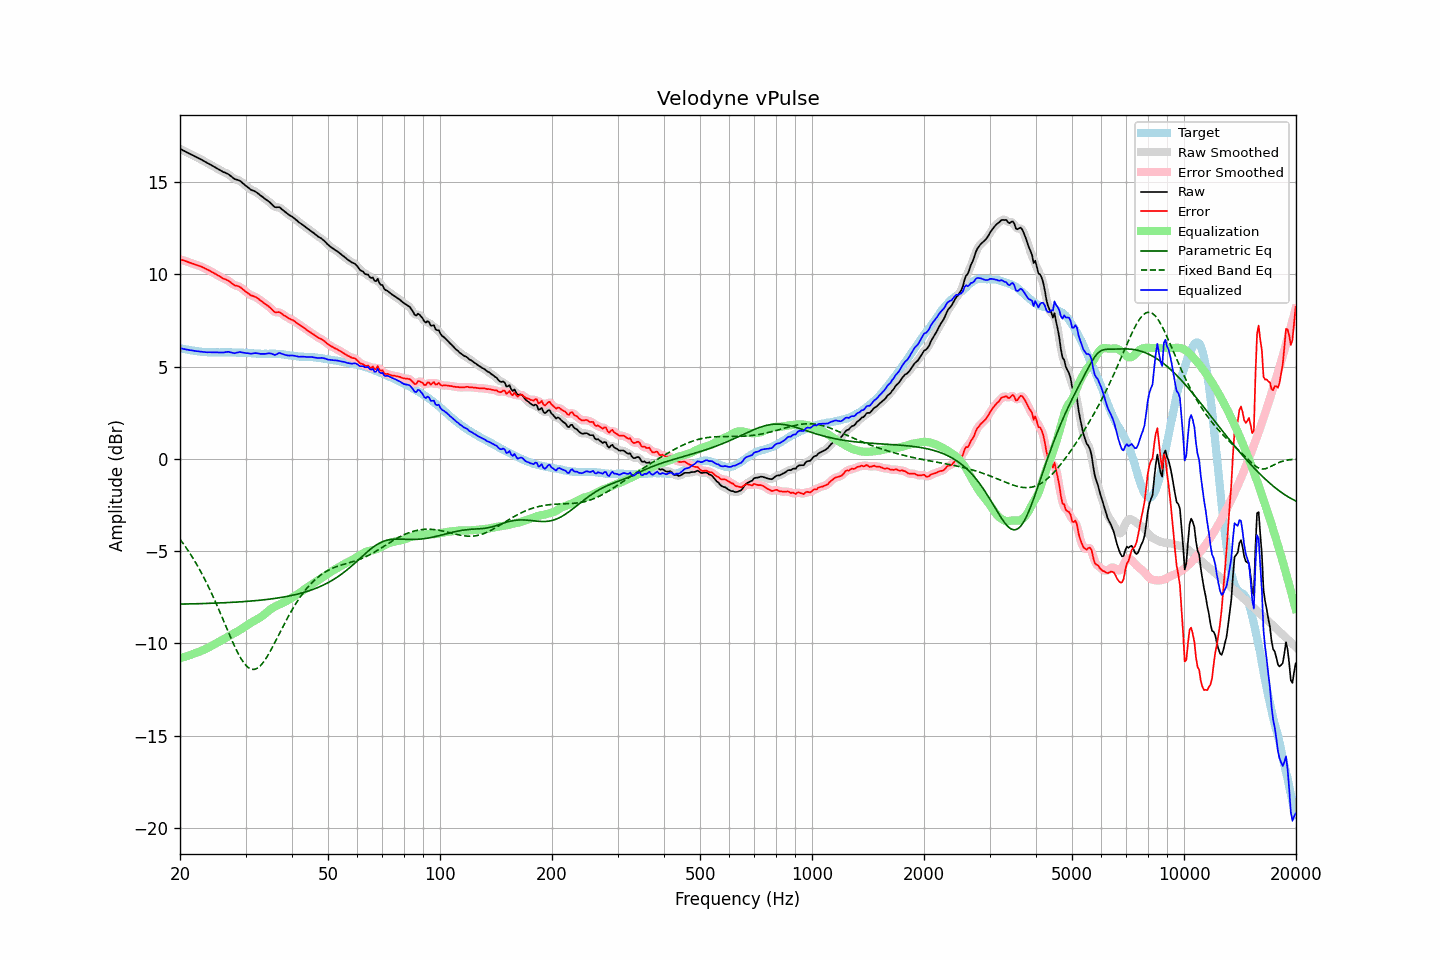 Velodyne vPulse
Target
Raw Smoothed
Error Smoothed
Raw
Error
Equalization
Parametric Eq
Fixed Band Eq
Equalized
Amplitude (dBr)
15
10
5
0
−5
−10
−15
−20
20 50 100 200 500 1000 2000 5000 10000 20000
Frequency (Hz)